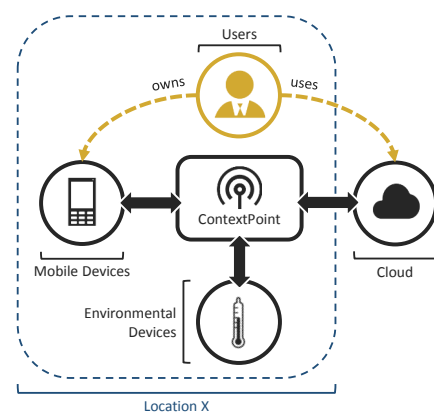 Users
owns
uses
ContextPoint
Mobile Devices
Cloud
Environmental
Devices
Location X